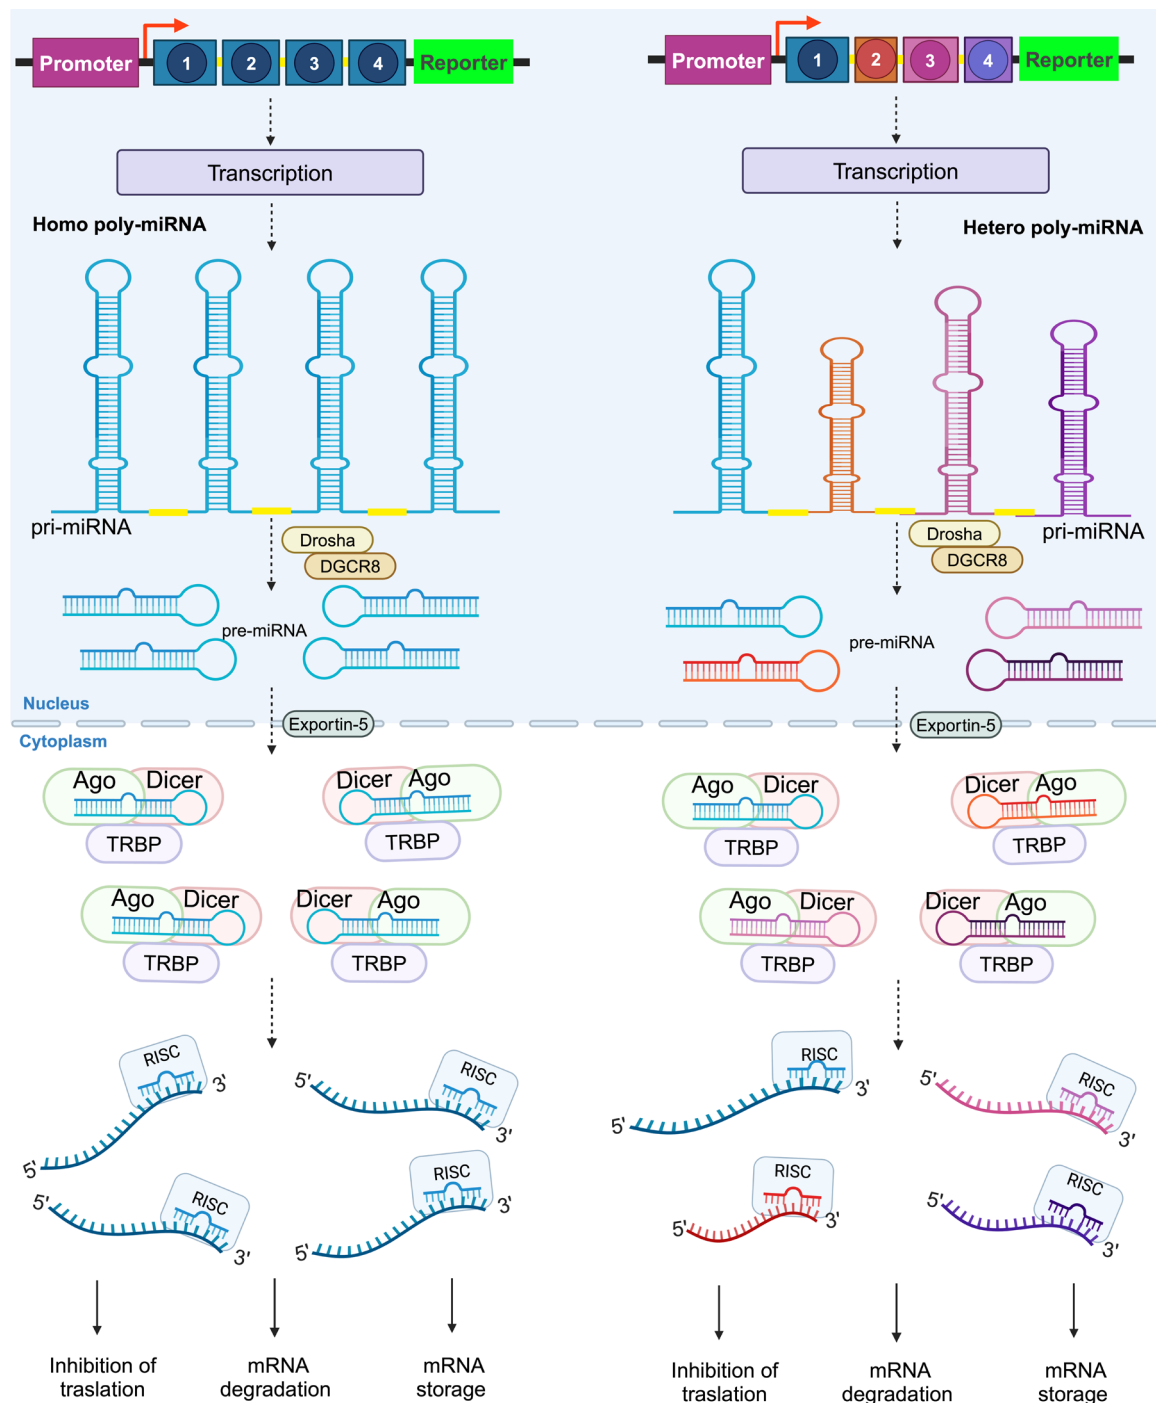 Promoter 1 2 3 4 Reporter
Promoter 1 2 3 4 Reporter
Transcription
Transcription
Homo poly-miRNA
Hetero poly-miRNA
pri-miRNA
Drosha
DGCR8
Drosha
DGCR8
pri-miRNA
pre-miRNA
pre-miRNA
Nucleus
Exportin-5
Exportin-5
Cytoplasm
Ago Dicer
TRBP
Dicer Ago
TRBP
Ago Dicer
TRBP
Dicer Ago
TRBP
Ago Dicer
TRBP
Dicer Ago
TRBP
Ago Dicer
TRBP
Dicer Ago
TRBP
RISC
5' 3'
RISC
5' 3'
RISC
5' 3'
RISC
5' 3'
RISC
5' 3'
RISC
5' 3'
RISC
5' 3'
RISC
5' 3'
Inhibition of
traslation
mRNA
degradation
mRNA
storage
Inhibition of
traslation
mRNA
degradation
mRNA
storage